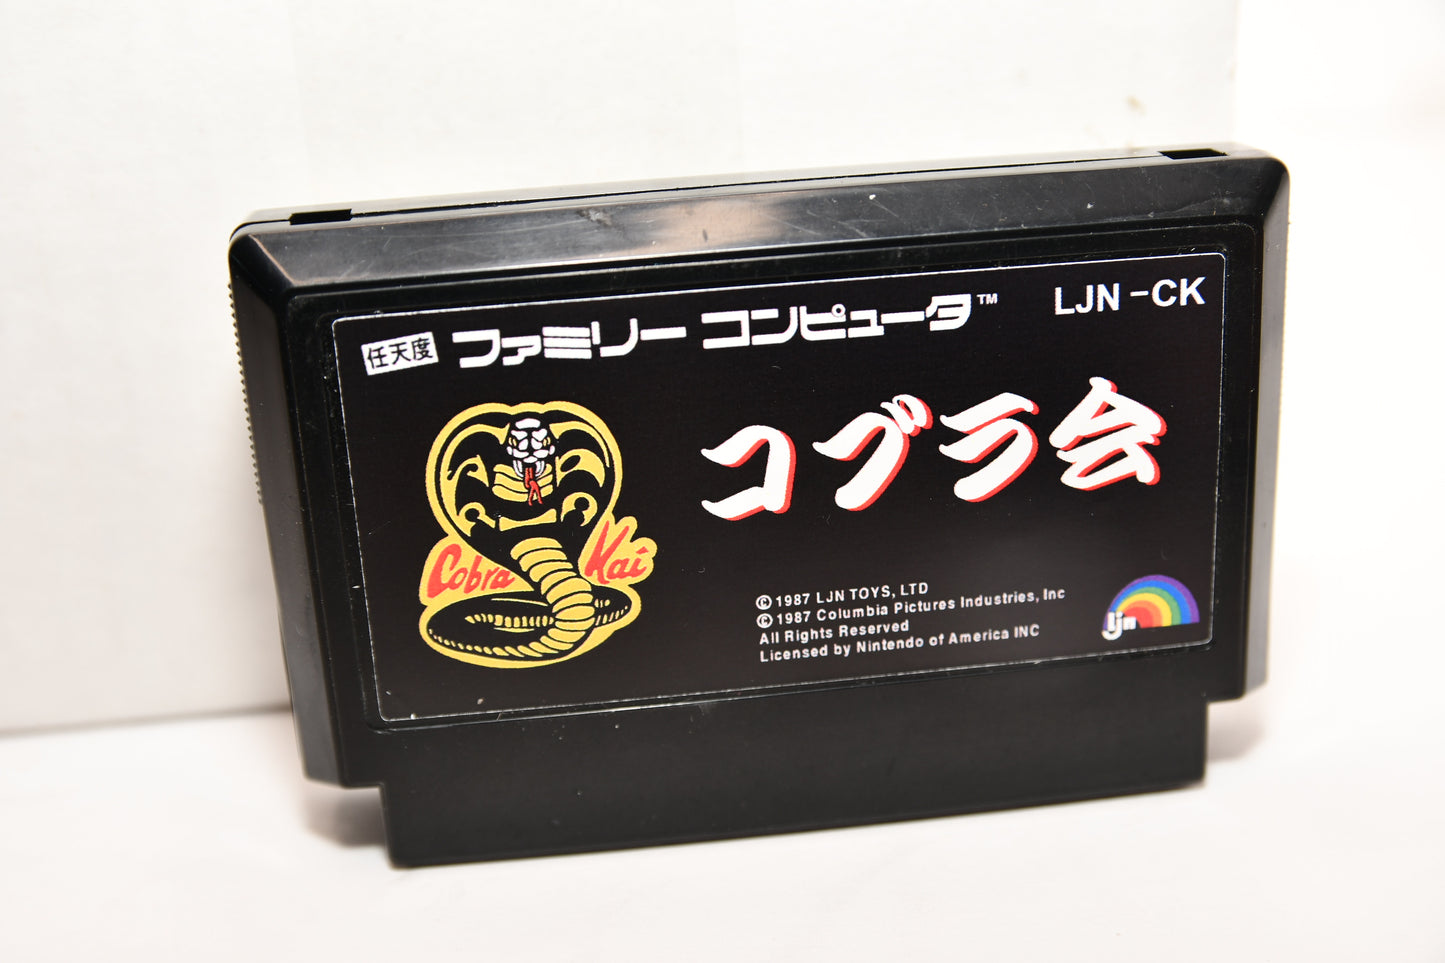 任天度 ファミリー コンピュータ™
LJN-CK
コブラ会
Cobra Kai
© 1987 LJN TOYS, LTD
© 1987 Columbia Pictures Industries, Inc
All Rights Reserved
Licensed by Nintendo of America INC
ljn